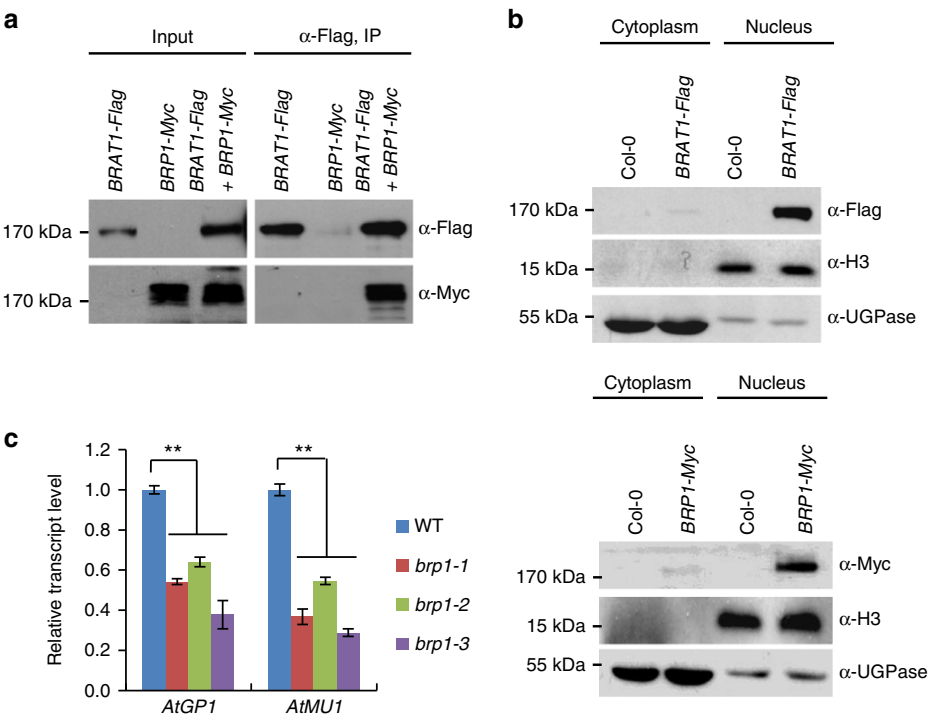 a
Input
α-Flag, IP
BRAT1-Flag
BRP1-Myc
BRAT1-Flag
+ BRP1-Myc
BRAT1-Flag
BRP1-Myc
BRAT1-Flag
+ BRP1-Myc
170 kDa
α-Flag
170 kDa
α-Myc
b
Cytoplasm
Nucleus
Col-0
BRAT1-Flag
Col-0
BRAT1-Flag
170 kDa
α-Flag
15 kDa
α-H3
55 kDa
α-UGPase
Cytoplasm
Nucleus
Col-0
BRP1-Myc
Col-0
BRP1-Myc
170 kDa
α-Myc
15 kDa
α-H3
55 kDa
α-UGPase
c
Relative transcript level
1.2
1.0
0.8
0.6
0.4
0.2
0.0
**
**
AtGP1
AtMU1
WT
brp1-1
brp1-2
brp1-3